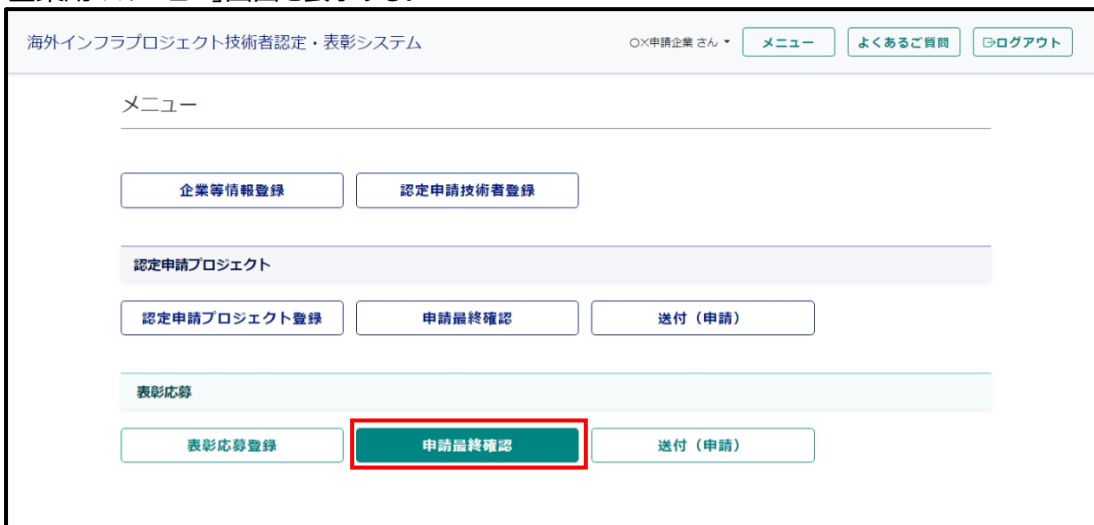 海外インフラプロジェクト技術者認定・表彰システム
○×申請企業 さん
メニュー
よくあるご質問
ログアウト
メニュー
企業等情報登録
認定申請技術者登録
認定申請プロジェクト
認定申請プロジェクト登録
申請最終確認
送付（申請）
表彰応募
表彰応募登録
申請最終確認
送付（申請）